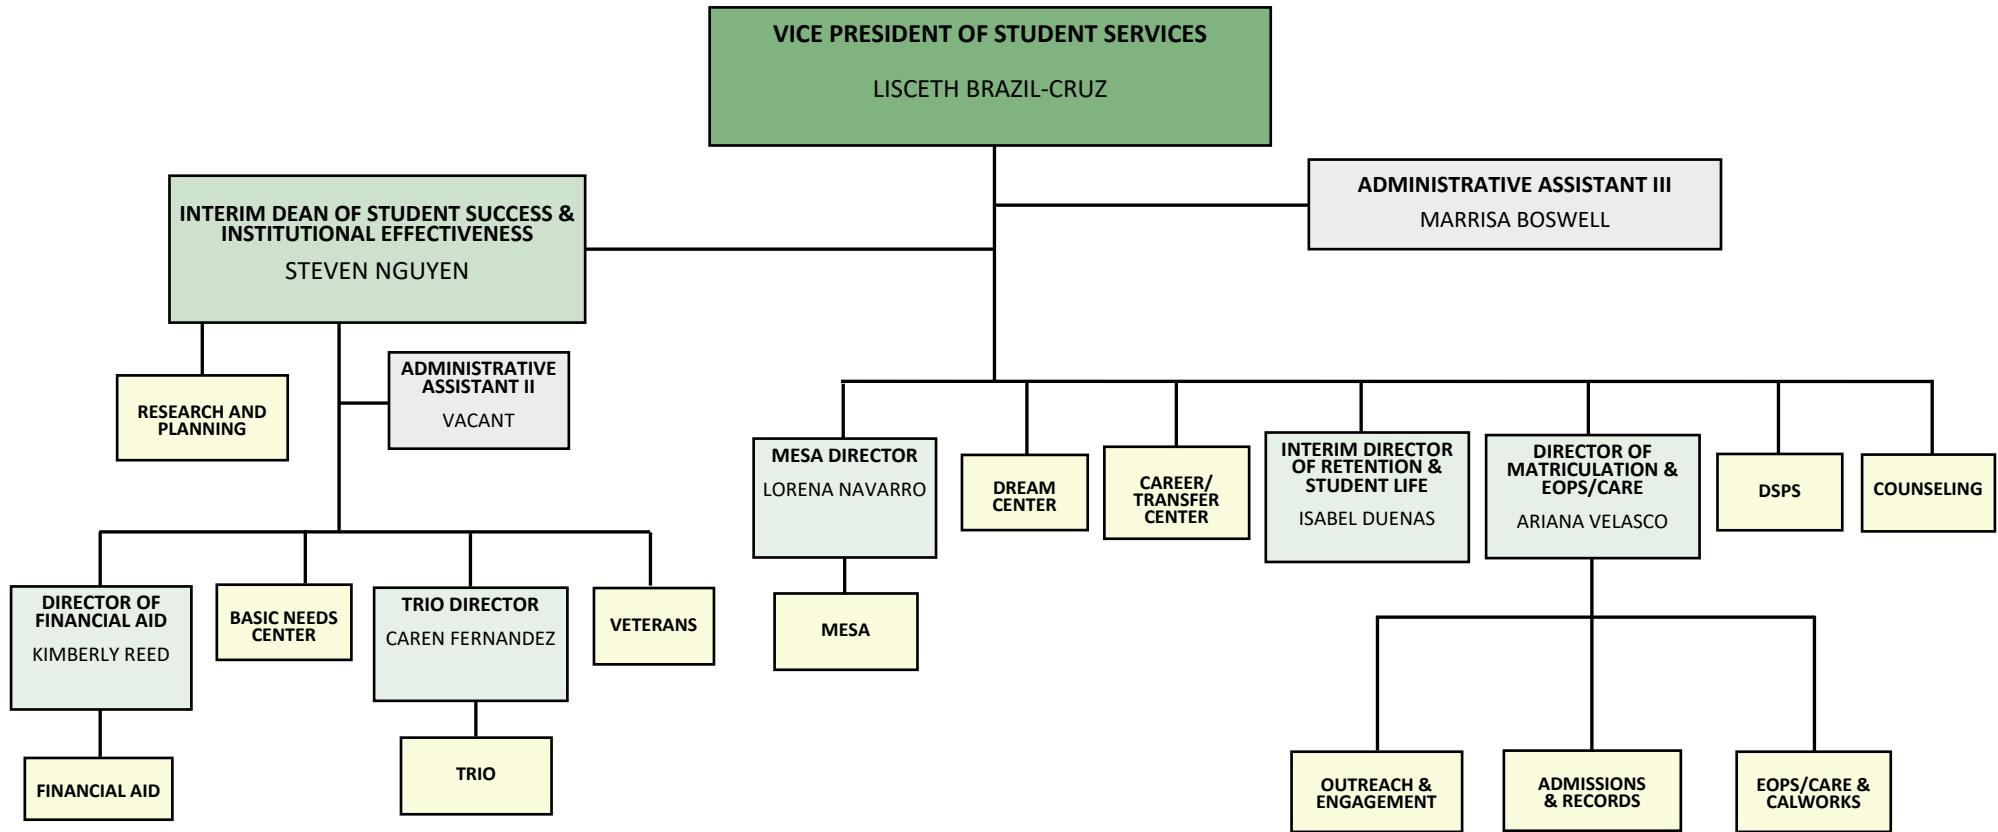 VICE PRESIDENT OF STUDENT SERVICES
LISCETH BRAZIL-CRUZ
ADMINISTRATIVE ASSISTANT III
MARRISA BOSWELL
INTERIM DEAN OF STUDENT SUCCESS &
INSTITUTIONAL EFFECTIVENESS
STEVEN NGUYEN
RESEARCH AND
PLANNING
ADMINISTRATIVE
ASSISTANT II
VACANT
DIRECTOR OF
FINANCIAL AID
KIMBERLY REED
BASIC NEEDS
CENTER
TRIO DIRECTOR
CAREN FERNANDEZ
VETERANS
FINANCIAL AID
TRIO
MESA DIRECTOR
LORENA NAVARRO
DREAM
CENTER
CAREER/
TRANSFER
CENTER
INTERIM DIRECTOR
OF RETENTION &
STUDENT LIFE
ISABEL DUENAS
DIRECTOR OF
MATRICULATION &
EOPS/CARE
ARIANA VELASCO
DSPS
COUNSELING
MESA
OUTREACH &
ENGAGEMENT
ADMISSIONS
& RECORDS
EOPS/CARE &
CALWORKS